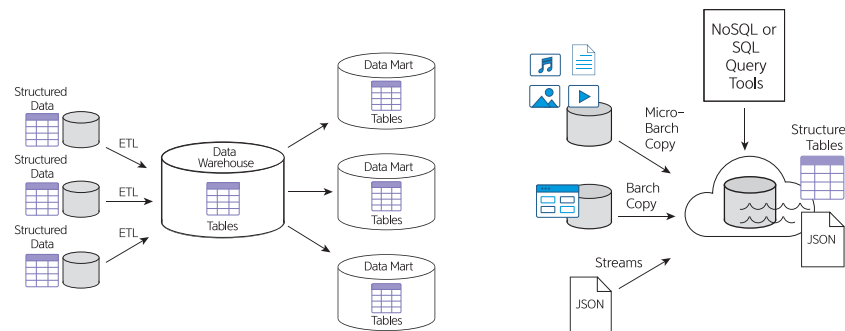 Structured
Data
ETL
Structured
Data
ETL
Structured
Data
ETL
Data
Warehouse
Tables
Data Mart
Tables
Data Mart
Tables
Data Mart
Tables
NoSQL or
SQL
Query
Tools
Micro–
Barch
Copy
Barch
Copy
Streams
JSON
Structure
Tables
JSON